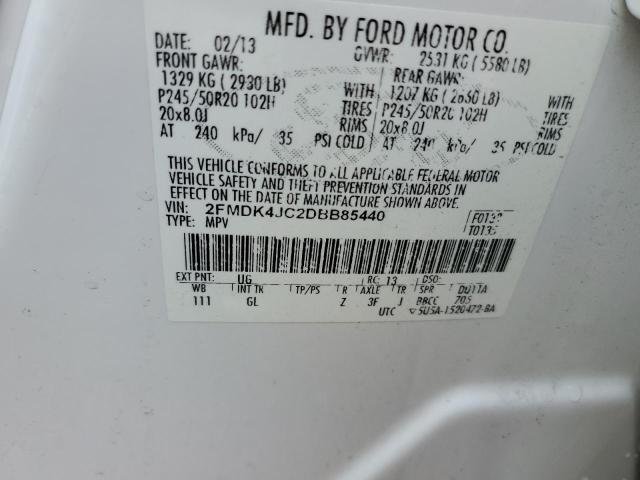 MFD. BY FORD MOTOR CO.
DATE: 02/13 GVWR: 2531 KG ( 5580 LB)
FRONT GAWR: REAR GAWR:
1329 KG ( 2930 LB) WITH 1207 KG ( 2660 LB) WITH
P245/50R20 102H TIRES P245/50R20 102H TIRES
20x8.0J RIMS 20x8.0J RIMS
AT 240 kPa/ 35 PSI COLD AT 240 kPa/ 35 PSI COLD
THIS VEHICLE CONFORMS TO ALL APPLICABLE FEDERAL MOTOR
VEHICLE SAFETY AND THEFT PREVENTION STANDARDS IN
EFFECT ON THE DATE OF MANUFACTURE SHOWN ABOVE.
VIN: 2FMDK4JC2DBB85440
TYPE: MPV
EXT PNT: UG RC: 13 DSO:
WB INT TK TP/PS R AXLE TR SPR
111 GL Z 3F J BBCC 705
UTC 5U5A-1520472-BA